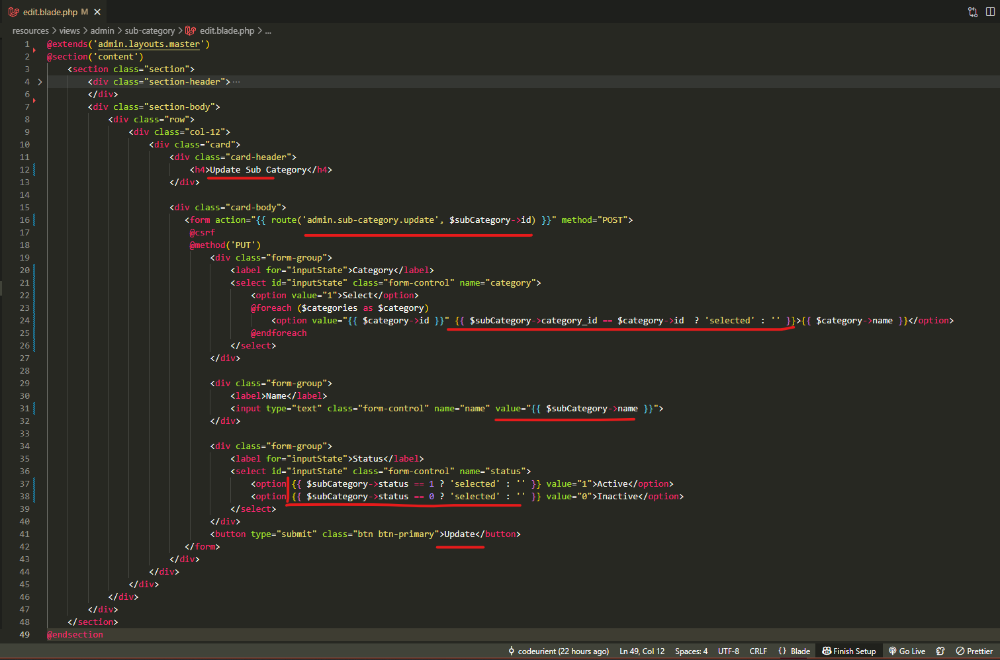 edit.blade.php M ×
resources > views > admin > sub-category > edit.blade.php > ...
1 @extends('admin.layouts.master')
2 @section('content')
3 <section class="section">
4 <div class="section-header"> ···
6 </div>
7 <div class="section-body">
8 <div class="row">
9 <div class="col-12">
10 <div class="card">
11 <div class="card-header">
12 <h4>Update Sub Category</h4>
13 </div>
14
15 <div class="card-body">
16 <form action="{{ route('admin.sub-category.update', $subCategory->id) }}" method="POST">
17 @csrf
18 @method('PUT')
19 <div class="form-group">
20 <label for="inputState">Category</label>
21 <select id="inputState" class="form-control" name="category">
22 <option value="1">Select</option>
23 @foreach ($categories as $category)
24 <option value="{{ $category->id }}" {{ $subCategory->category_id == $category->id  ? 'selected' : '' }}>{{ $category->name }}</option>
25 @endforeach
26 </select>
27 </div>
28
29 <div class="form-group">
30 <label>Name</label>
31 <input type="text" class="form-control" name="name" value="{{ $subCategory->name }}">
32 </div>
33
34 <div class="form-group">
35 <label for="inputState">Status</label>
36 <select id="inputState" class="form-control" name="status">
37 <option {{ $subCategory->status == 1 ? 'selected' : '' }} value="1">Active</option>
38 <option {{ $subCategory->status == 0 ? 'selected' : '' }} value="0">Inactive</option>
39 </select>
40 </div>
41 <button type="submit" class="btn btn-primary">Update</button>
42 </form>
43 </div>
44 </div>
45 </div>
46 </div>
47 </div>
48 </section>
49 @endsection
codeurient (22 hours ago) Ln 49, Col 12 Spaces: 4 UTF-8 CRLF {} Blade Finish Setup Go Live Prettier